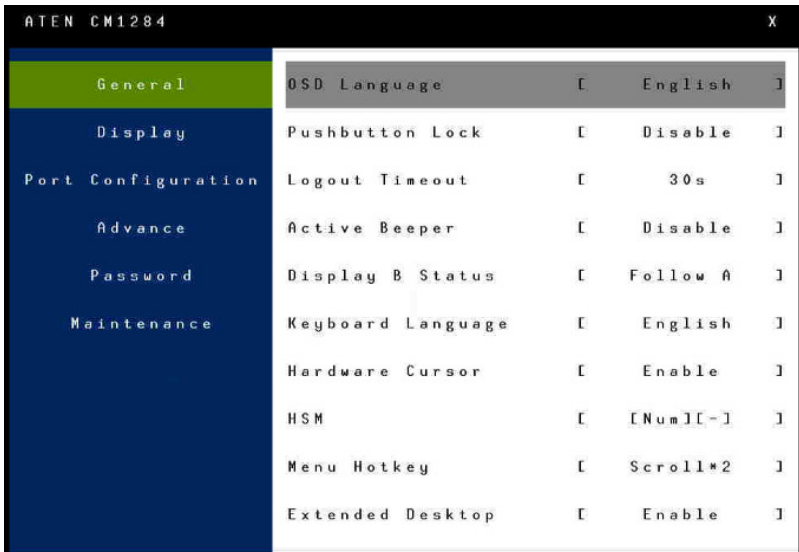 ATEN CM1284 X
General
Display
Port Configuration
Advance
Password
Maintenance
OSD Language [ English ]
Pushbutton Lock [ Disable ]
Logout Timeout [ 30s ]
Active Beeper [ Disable ]
Display B Status [ Follow A ]
Keyboard Language [ English ]
Hardware Cursor [ Enable ]
HSM [ [Num][-] ]
Menu Hotkey [ Scroll*2 ]
Extended Desktop [ Enable ]